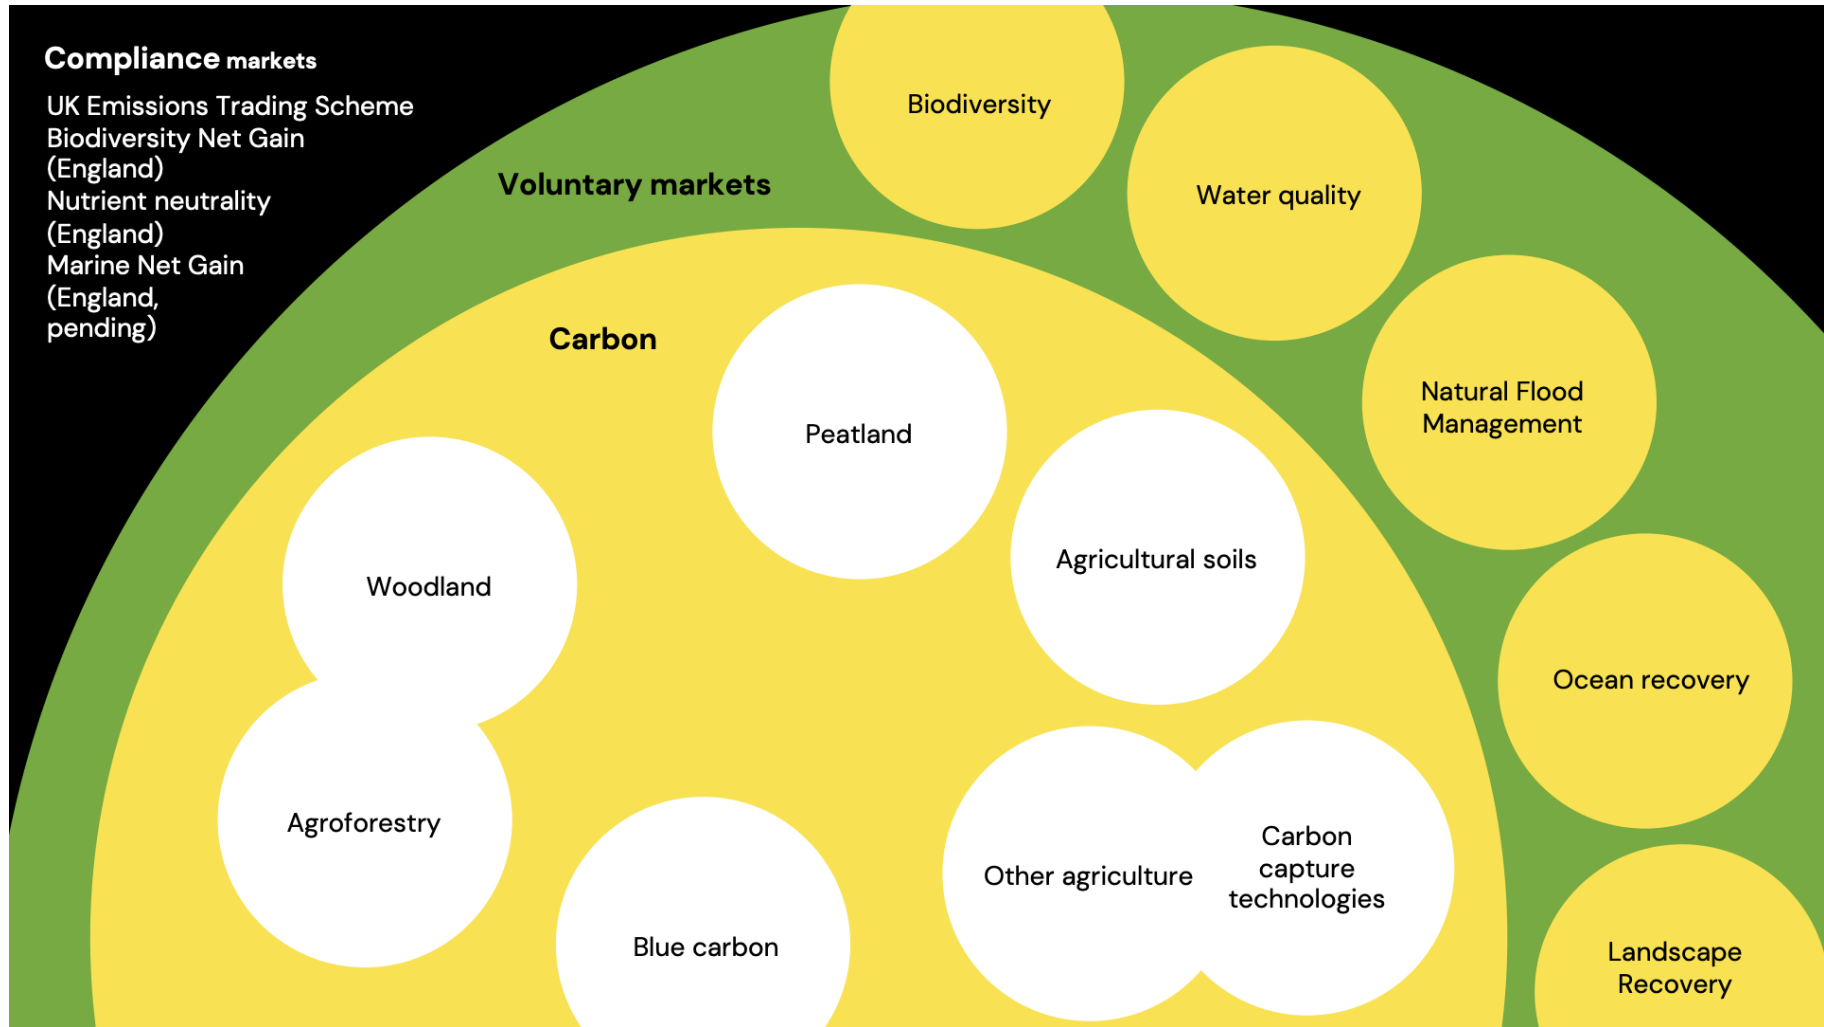 Compliance markets
UK Emissions Trading Scheme
Biodiversity Net Gain
(England)
Nutrient neutrality
(England)
Marine Net Gain
(England,
pending)
Voluntary markets
Biodiversity
Water quality
Natural Flood
Management
Ocean recovery
Landscape
Recovery
Carbon
Peatland
Agricultural soils
Woodland
Agroforestry
Blue carbon
Other agriculture
Carbon
capture
technologies